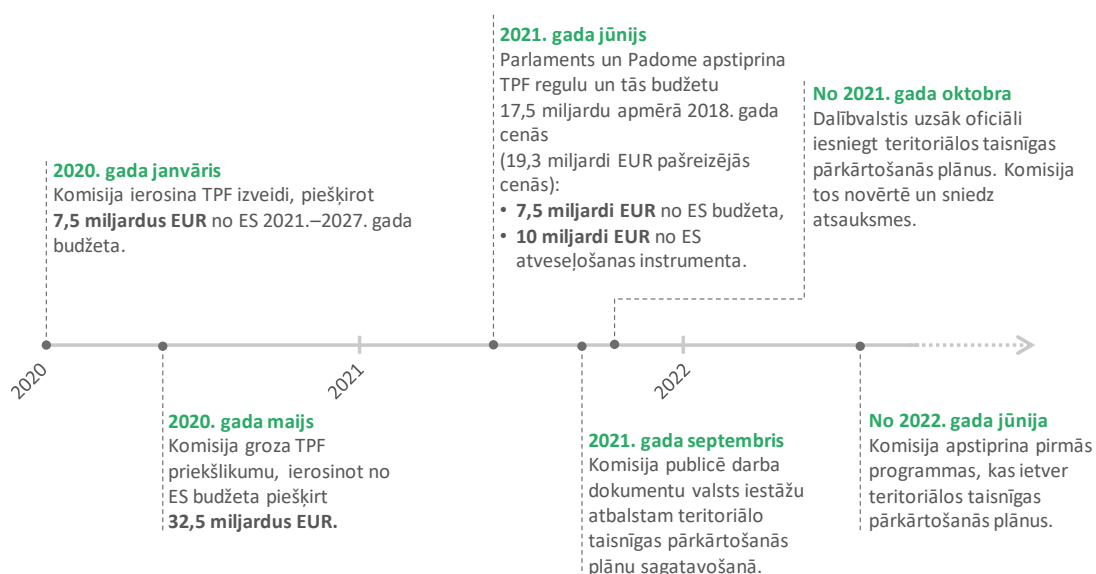 2021. gada jūnijs
Parlaments un Padome apstiprina
TPF regulu un tās budžetu
17,5 miljardu apmērā 2018. gada
cenās
(19,3 miljardi EUR pašreizējās
cenās):
• 7,5 miljardi EUR no ES budžeta,
• 10 miljardi EUR no ES
atveseļošanas instrumenta.
No 2021. gada oktobra
Dalībvalstis uzsāk oficiāli
iesniegt teritoriālos taisnīgas
pārkārtošanās plānus. Komisija
tos novērtē un sniedz
atsauksmes.
2020. gada janvāris
Komisija ierosina TPF izveidi, piešķirot
7,5 miljardus EUR no ES 2021.–2027. gada
budžeta.
2020
2021
2022
2020. gada maijs
Komisija groza TPF
priekšlikumu, ierosinot no
ES budžeta piešķirt
32,5 miljardus EUR.
2021. gada septembris
Komisija publicē darba
dokumentu valsts iestāžu
atbalstam teritoriālo
taisnīgas pārkārtošanās
plānu sagatavošanā.
No 2022. gada jūnija
Komisija apstiprina pirmās
programmas, kas ietver
teritoriālos taisnīgas
pārkārtošanās plānus.